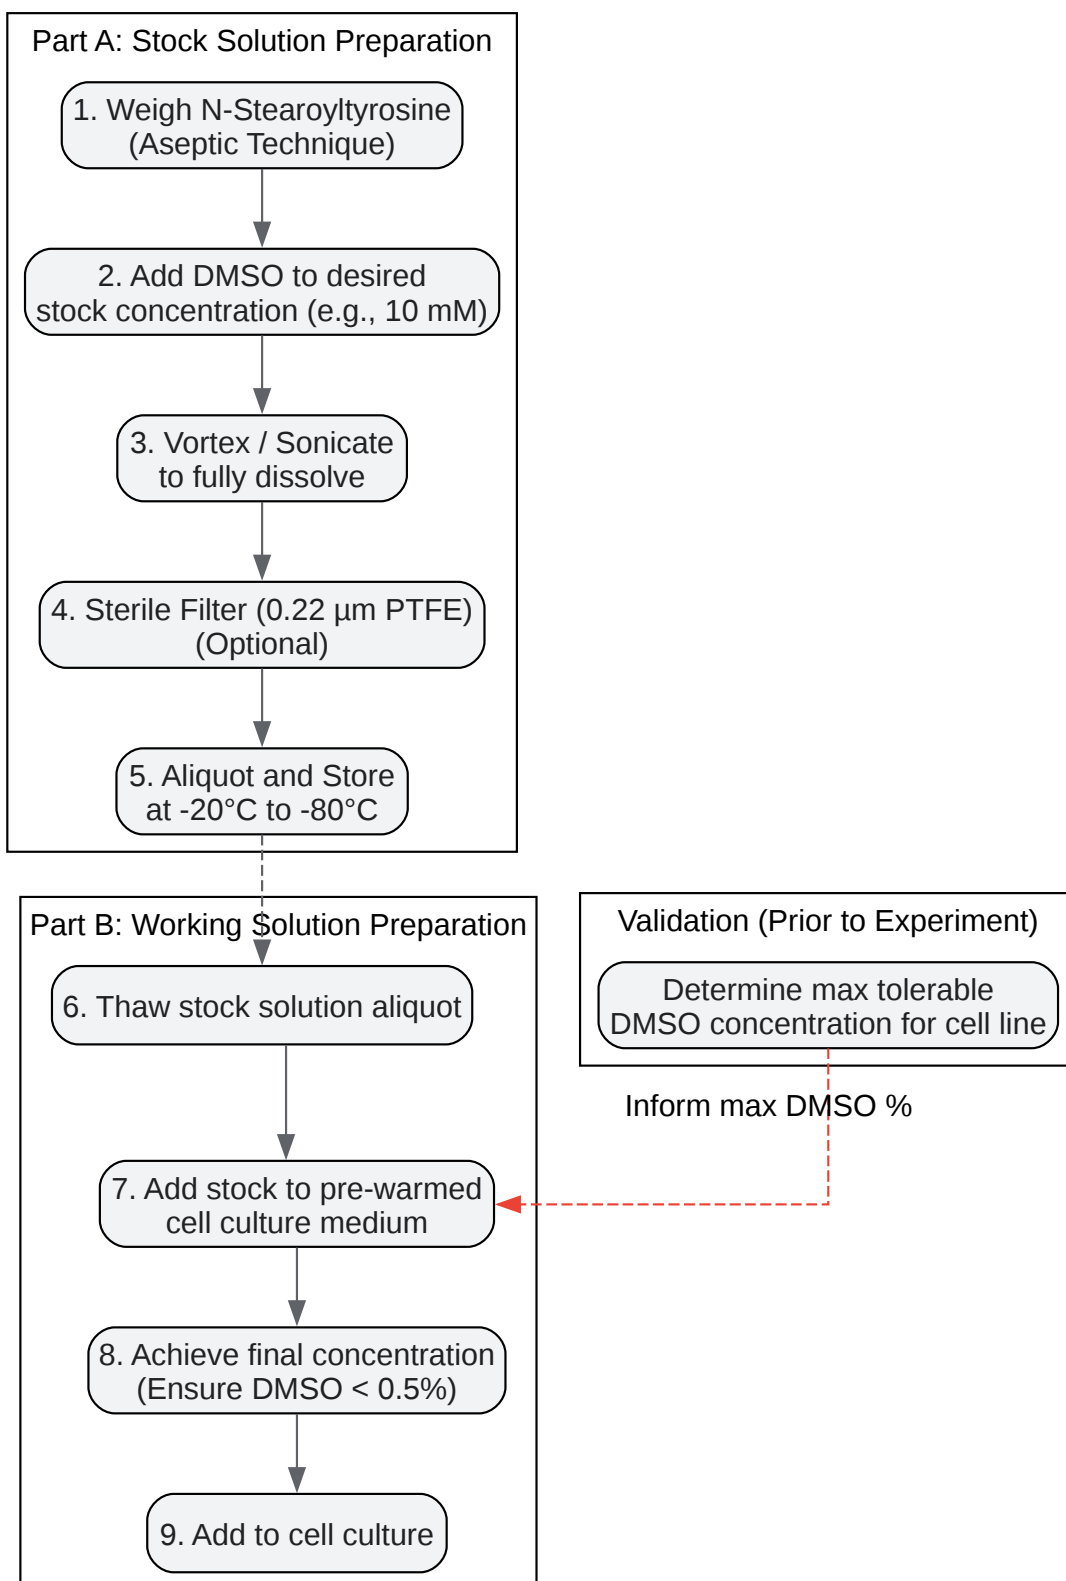 Part A: Stock Solution Preparation
1. Weigh N-Stearoyltyrosine
(Aseptic Technique)
2. Add DMSO to desired
stock concentration (e.g., 10 mM)
3. Vortex / Sonicate
to fully dissolve
4. Sterile Filter (0.22 µm PTFE)
(Optional)
5. Aliquot and Store
at -20°C to -80°C
Part B: Working Solution Preparation
6. Thaw stock solution aliquot
7. Add stock to pre-warmed
cell culture medium
8. Achieve final concentration
(Ensure DMSO < 0.5%)
9. Add to cell culture
Validation (Prior to Experiment)
Determine max tolerable
DMSO concentration for cell line
Inform max DMSO %